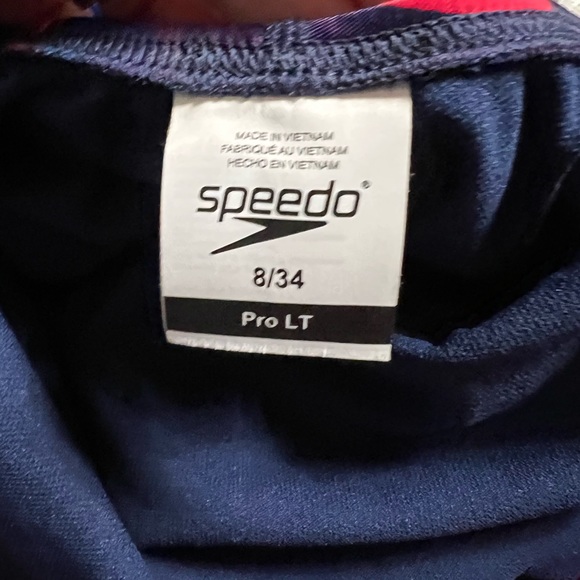 MADE IN VIETNAM
FABRIQUÉ AU VIETNAM
HECHO EN VIETNAM
speedo®
8/34
Pro LT